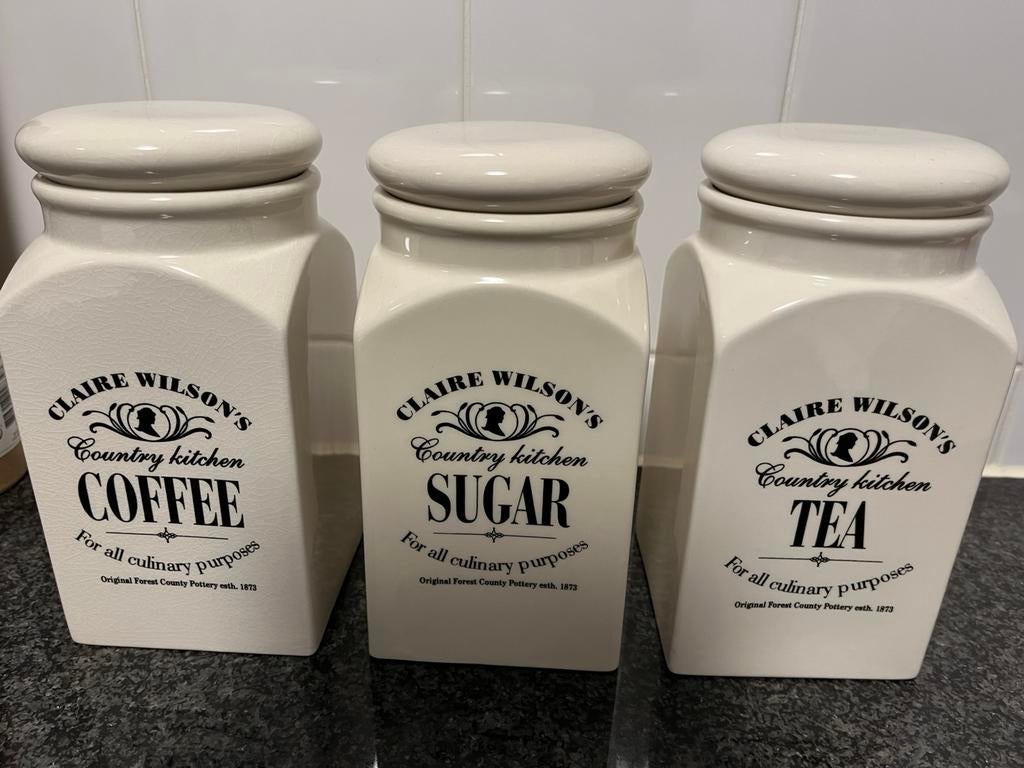 CLAIRE WILSON'S
Country kitchen
COFFEE
For all culinary purposes
Original Forest County Pottery esth. 1873
CLAIRE WILSON'S
Country kitchen
SUGAR
For all culinary purposes
Original Forest County Pottery esth. 1873
CLAIRE WILSON'S
Country kitchen
TEA
For all culinary purposes
Original Forest County Pottery esth. 1873